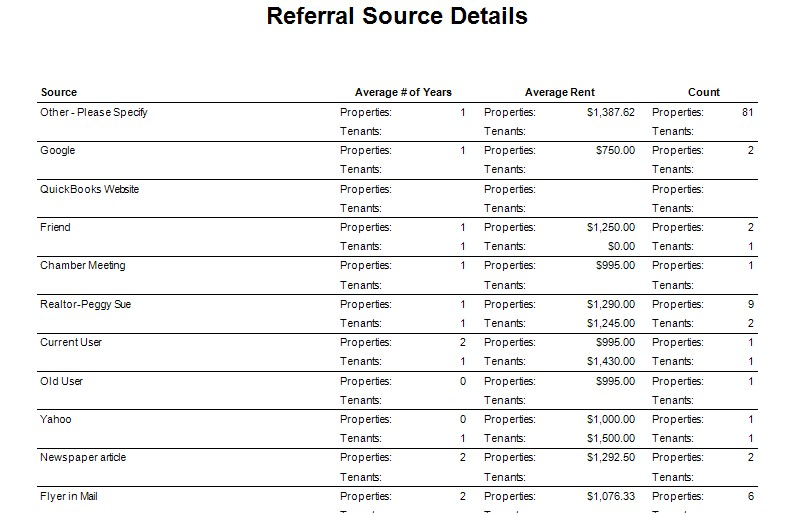 Referral Source Details
Source Average # of Years Average Rent Count
Other - Please Specify Properties: 1 Properties: $1,387.62 Properties: 81
Tenants: Tenants: Tenants:
Google Properties: 1 Properties: $750.00 Properties: 2
Tenants: Tenants: Tenants:
QuickBooks Website Properties: Properties: Properties:
Tenants: Tenants: Tenants:
Friend Properties: 1 Properties: $1,250.00 Properties: 2
Tenants: 1 Tenants: $0.00 Tenants: 1
Chamber Meeting Properties: 1 Properties: $995.00 Properties: 1
Tenants: Tenants: Tenants:
Realtor-Peggy Sue Properties: 1 Properties: $1,290.00 Properties: 9
Tenants: 1 Tenants: $1,245.00 Tenants: 2
Current User Properties: 2 Properties: $995.00 Properties: 1
Tenants: 1 Tenants: $1,430.00 Tenants: 1
Old User Properties: 0 Properties: $995.00 Properties: 1
Tenants: Tenants: Tenants:
Yahoo Properties: 0 Properties: $1,000.00 Properties: 1
Tenants: 1 Tenants: $1,500.00 Tenants: 1
Newspaper article Properties: 2 Properties: $1,292.50 Properties: 2
Tenants: Tenants: Tenants:
Flyer in Mail Properties: 2 Properties: $1,076.33 Properties: 6